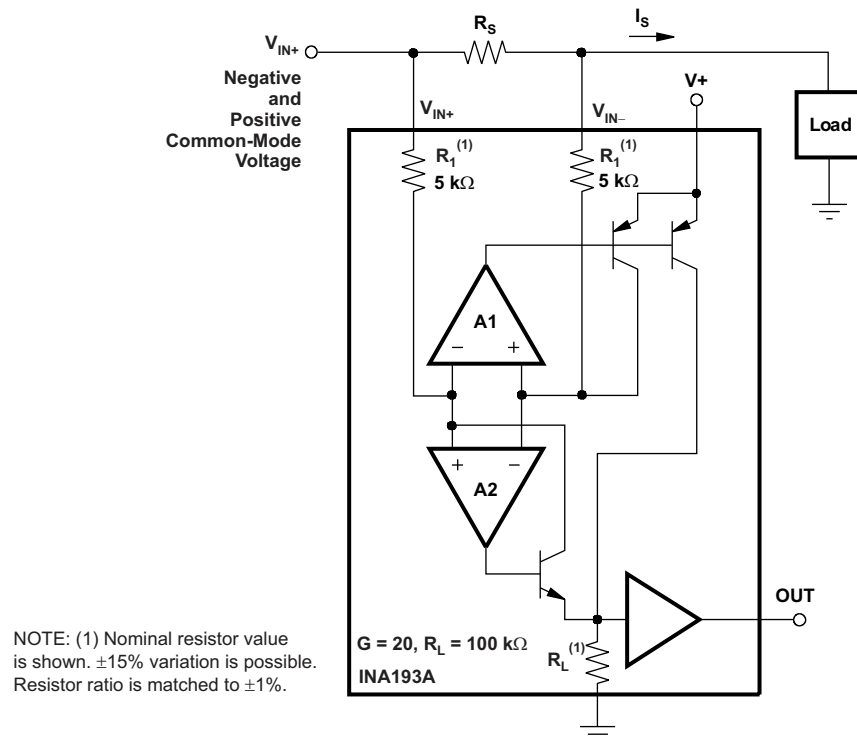 R_S
I_S
V_IN+
Negative
and
Positive
Common-Mode
Voltage
V_IN+
V_IN–
V+
Load
R_1^(1)
5 kΩ
R_1^(1)
5 kΩ
A1
− +
+ −
A2
OUT
G = 20, R_L = 100 kΩ
R_L^(1)
INA193A
NOTE: (1) Nominal resistor value
is shown. ±15% variation is possible.
Resistor ratio is matched to ±1%.